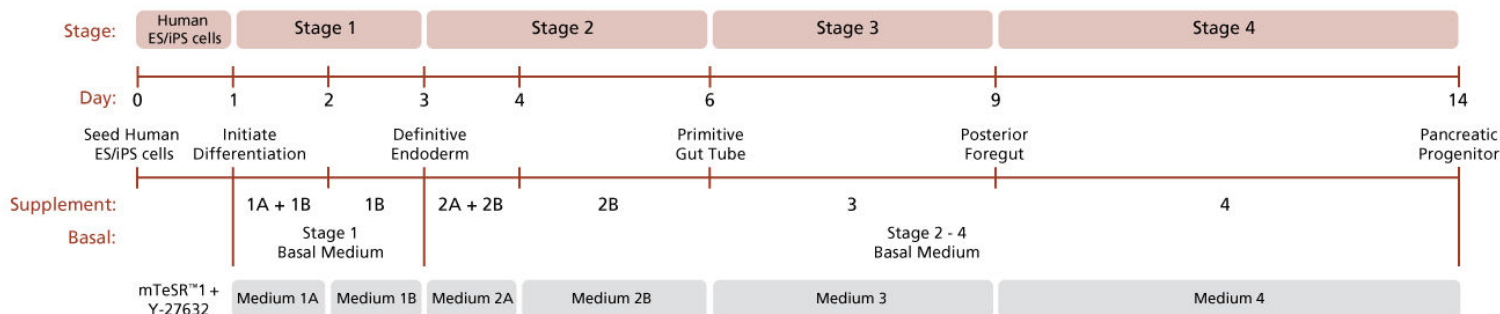 Stage:
Human
ES/iPS cells
Stage 1
Stage 2
Stage 3
Stage 4
Day:
0 1 2 3 4 6 9 14
Seed Human
ES/iPS cells
Initiate
Differentiation
Definitive
Endoderm
Primitive
Gut Tube
Posterior
Foregut
Pancreatic
Progenitor
Supplement:
1A + 1B 1B 2A + 2B 2B 3 4
Basal:
Stage 1
Basal Medium
Stage 2 - 4
Basal Medium
mTeSR™1 +
Y-27632
Medium 1A
Medium 1B
Medium 2A
Medium 2B
Medium 3
Medium 4